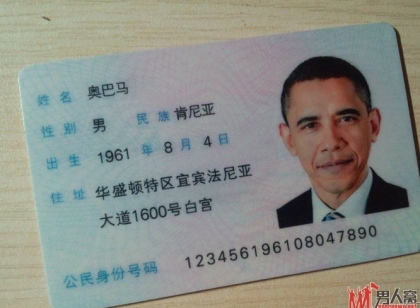 姓名 奥巴马
性别 男 民族 肯尼亚
出生 1961 年 8 月 4 日
住址 华盛顿特区宜宾法尼亚
大道1600号白宫
公民身份号码 123456196108047890
男人窝